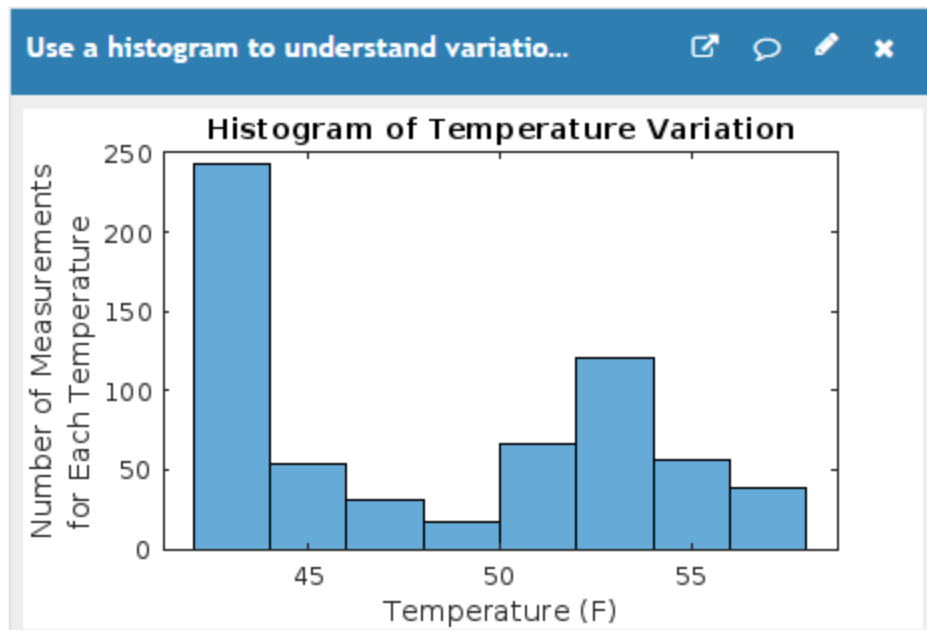 Use a histogram to understand variatio...
Histogram of Temperature Variation
Number of Measurements
for Each Temperature
250
200
150
100
50
0
45
50
55
Temperature (F)